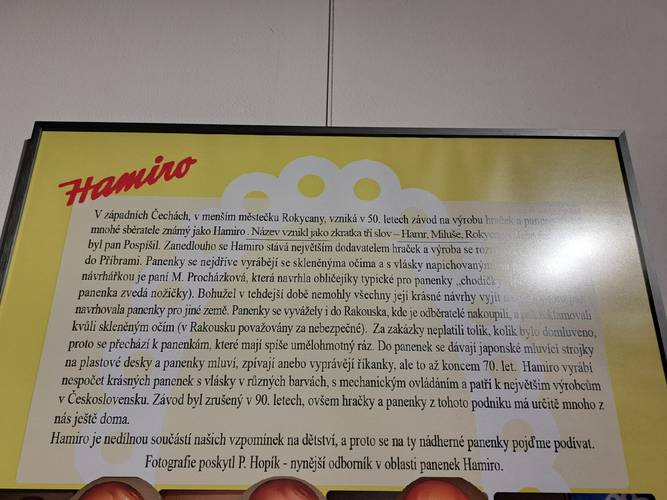 Hamiro
V západních Čechách, v menším městečku Rokycany, vzniká v 50. letech závod na výrobu hraček a panenek
mnohé sběratele známý jako Hamiro. Název vznikl jako zkratka tří slov – Hamr, Miluše, Rokycany
byl pan Pospíšil. Zanedlouho se Hamiro stává největším dodavatelem hraček a výroba se
do Příbrami. Panenky se nejdříve vyrábějí se skleněnýma očima a s vlásky napichovaným
návrhářkou je paní M. Procházková, která navrhla obličejíky typické pro panenky „chodičky
panenka zvedá nožičky). Bohužel v tehdejší době nemohly všechny její krásné návrhy vyjít
navrhovala panenky pro jiné země. Panenky se vyvážely i do Rakouska, kde je odběratelé nakoupili, a
kvůli skleněným očím (v Rakousku považovány za nebezpečné). Za zakázky neplatili tolik, kolik bylo domluveno,
proto se přechází k panenkám, které mají spíše umělohmotný ráz. Do panenek se dávají japonské mluvící strojky
na plastové desky a panenky mluví, zpívají anebo vyprávějí říkanky, ale to až koncem 70. let. Hamiro vyrábí
nespočet krásných panenek s vlásky v různých barvách, s mechanickým ovládáním a patří k největším výrobcům
v Československu. Závod byl zrušený v 90. letech, ovšem hračky a panenky z tohoto podniku má určitě mnoho z
nás ještě doma.
Hamiro je nedílnou součástí našich vzpomínek na dětství, a proto se na ty nádherné panenky pojďme podívat.
Fotografie poskytl P. Hopík - nynější odborník v oblasti panenek Hamiro.